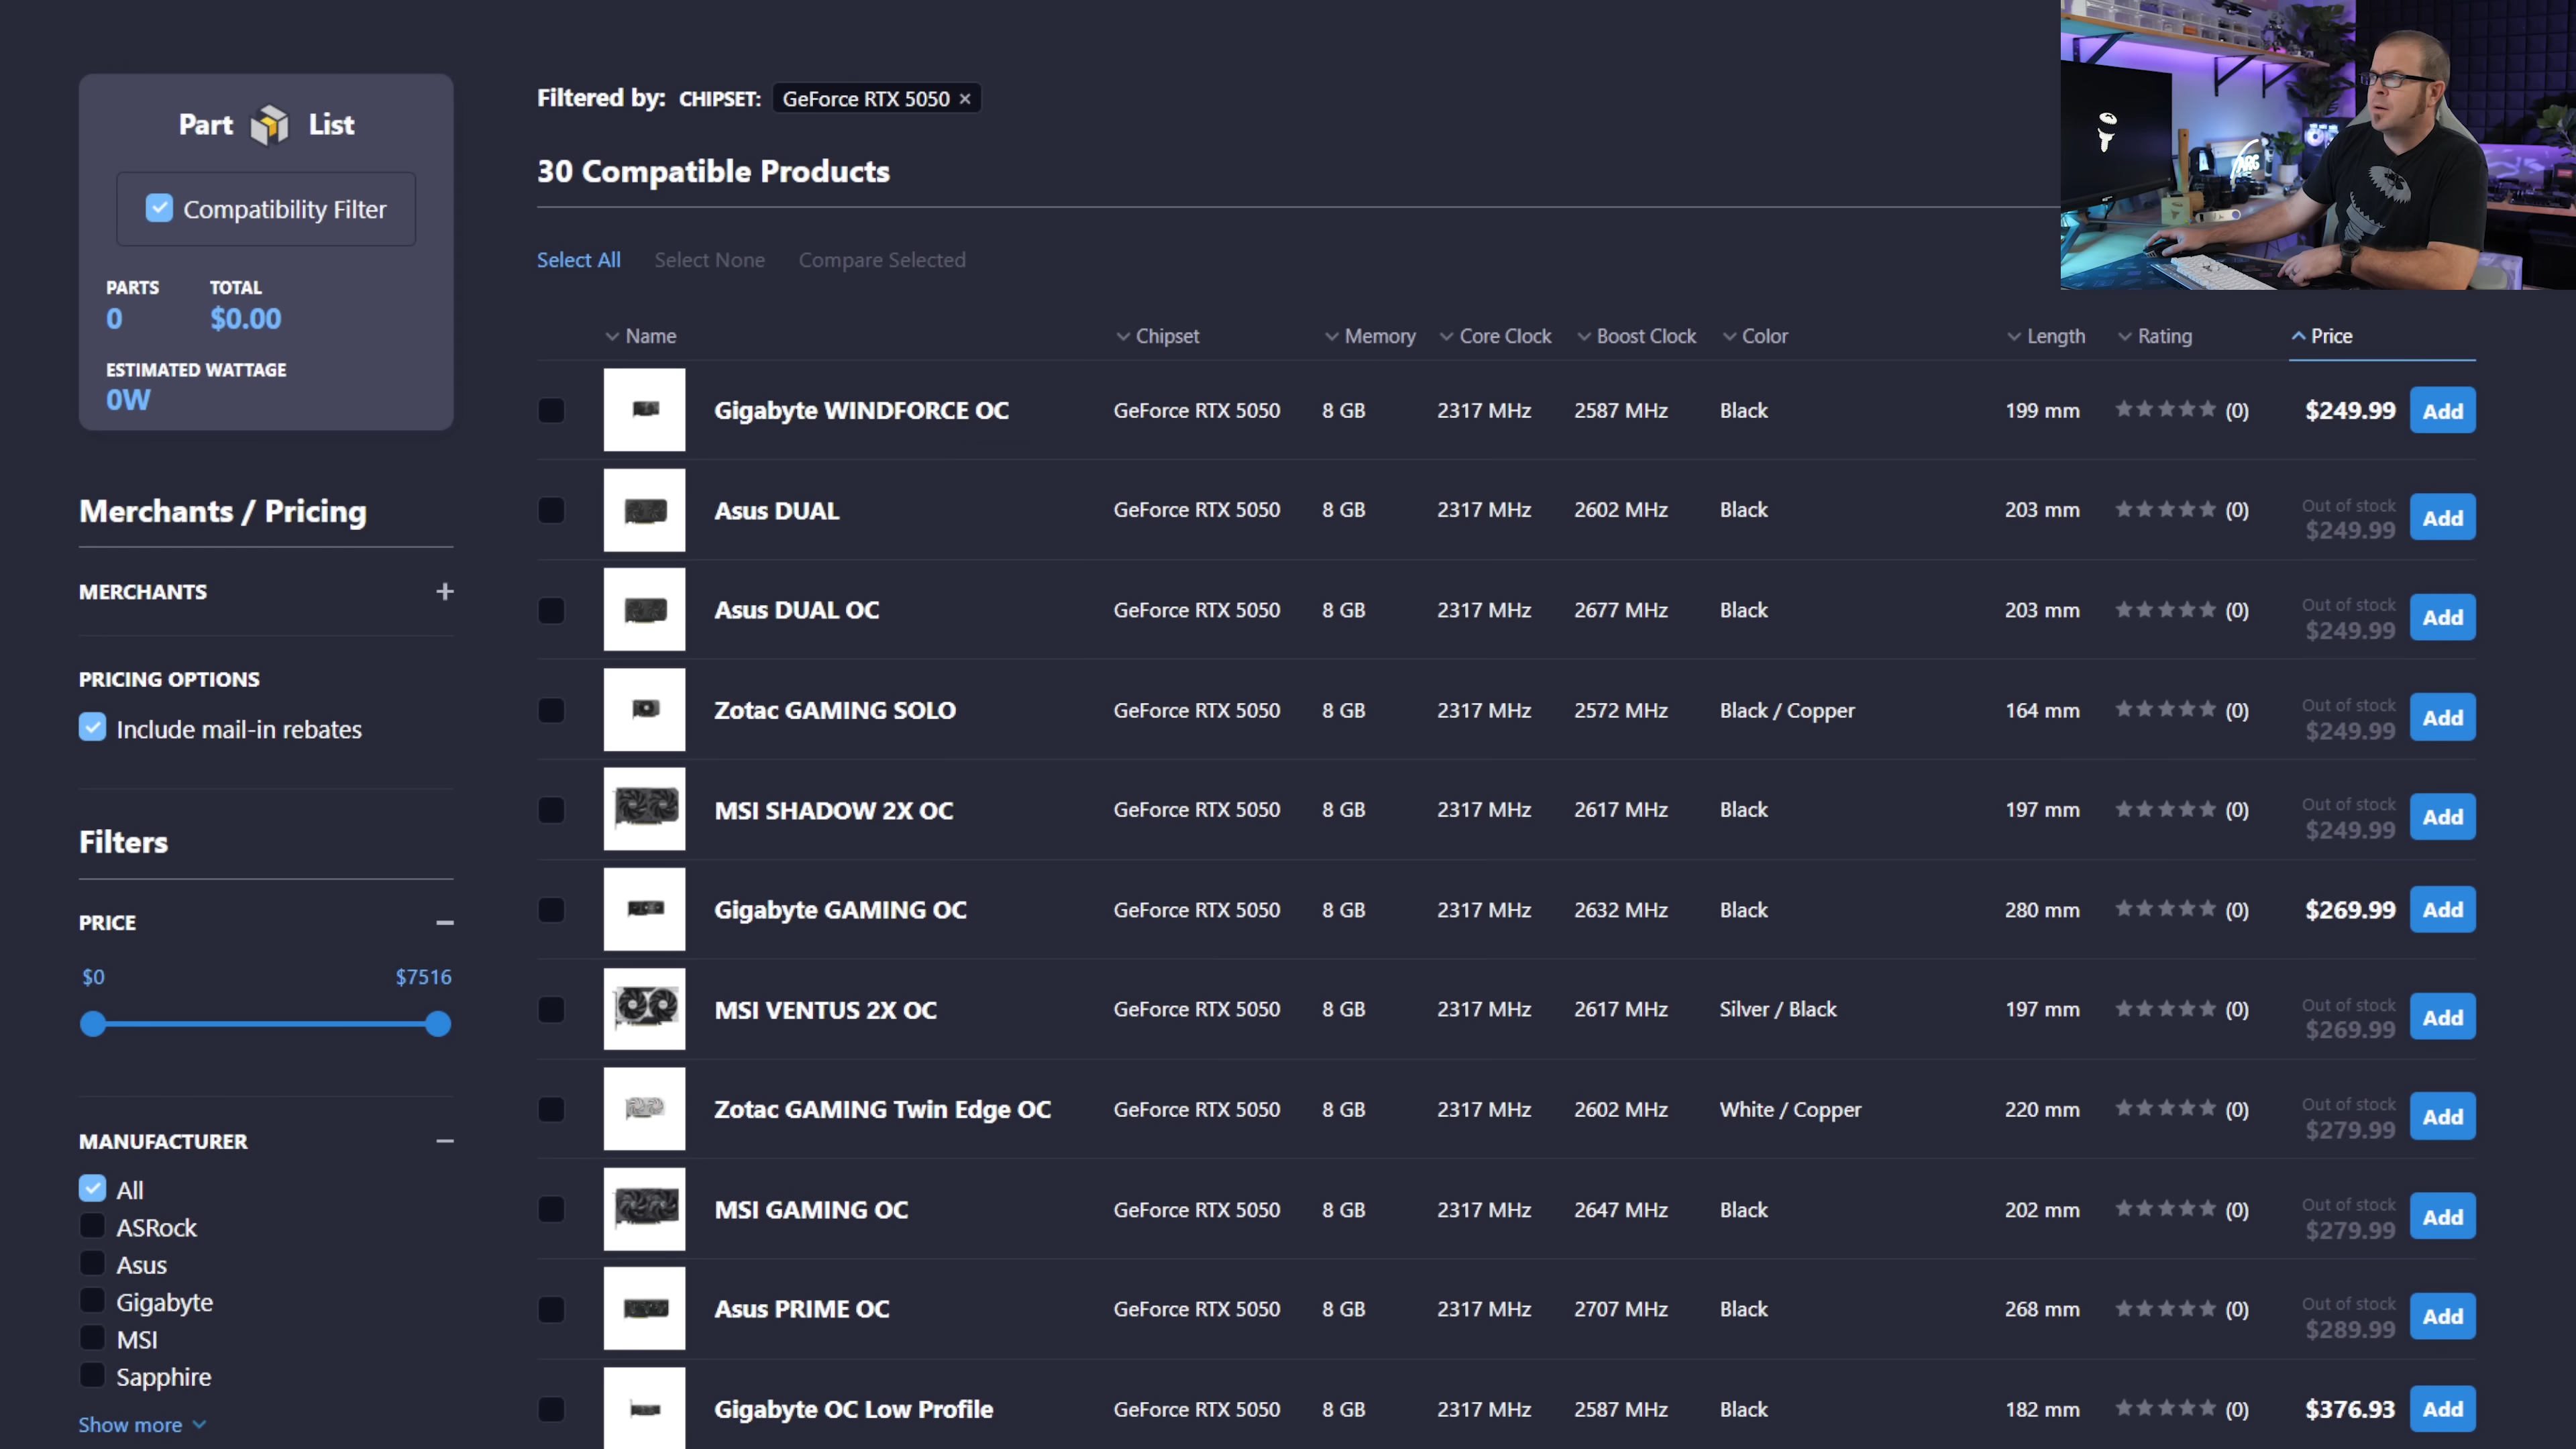 Part List
Compatibility Filter
PARTS TOTAL
0 $0.00
ESTIMATED WATTAGE
0W
Merchants / Pricing
MERCHANTS
PRICING OPTIONS
Include mail-in rebates
Filters
PRICE
$0 $7516
MANUFACTURER
All
ASRock
Asus
Gigabyte
MSI
Sapphire
Show more
Filtered by: CHIPSET: GeForce RTX 5050 ×
30 Compatible Products
Select All Select None Compare Selected
Name Chipset Memory Core Clock Boost Clock Color Length Rating Price
Gigabyte WINDFORCE OC GeForce RTX 5050 8 GB 2317 MHz 2587 MHz Black 199 mm (0) $249.99 Add
Asus DUAL GeForce RTX 5050 8 GB 2317 MHz 2602 MHz Black 203 mm (0) Out of stock $249.99 Add
Asus DUAL OC GeForce RTX 5050 8 GB 2317 MHz 2677 MHz Black 203 mm (0) Out of stock $249.99 Add
Zotac GAMING SOLO GeForce RTX 5050 8 GB 2317 MHz 2572 MHz Black / Copper 164 mm (0) Out of stock $249.99 Add
MSI SHADOW 2X OC GeForce RTX 5050 8 GB 2317 MHz 2617 MHz Black 197 mm (0) Out of stock $249.99 Add
Gigabyte GAMING OC GeForce RTX 5050 8 GB 2317 MHz 2632 MHz Black 280 mm (0) $269.99 Add
MSI VENTUS 2X OC GeForce RTX 5050 8 GB 2317 MHz 2617 MHz Silver / Black 197 mm (0) Out of stock $269.99 Add
Zotac GAMING Twin Edge OC GeForce RTX 5050 8 GB 2317 MHz 2602 MHz White / Copper 220 mm (0) Out of stock $279.99 Add
MSI GAMING OC GeForce RTX 5050 8 GB 2317 MHz 2647 MHz Black 202 mm (0) Out of stock $279.99 Add
Asus PRIME OC GeForce RTX 5050 8 GB 2317 MHz 2707 MHz Black 268 mm (0) Out of stock $289.99 Add
Gigabyte OC Low Profile GeForce RTX 5050 8 GB 2317 MHz 2587 MHz Black 182 mm (0) $376.93 Add
ARC